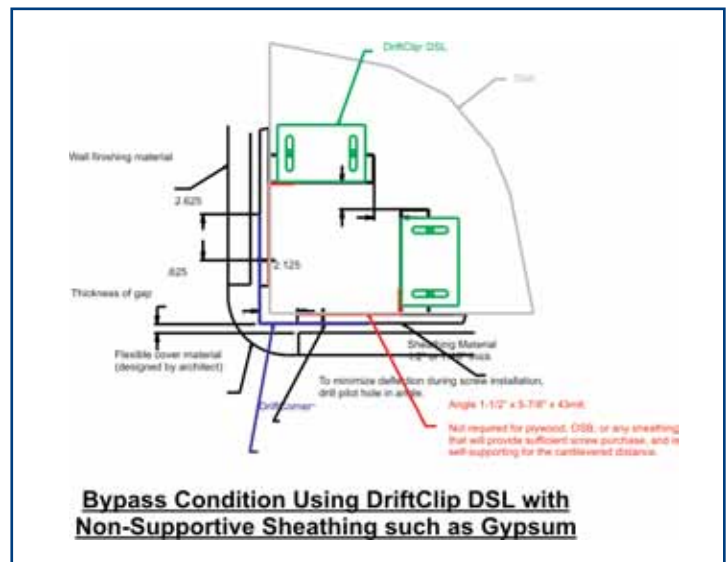 DriftClip DSL
Slab
Wall finishing material
2.625
.625
2.125
Thickness of gap
Flexible cover material
(designed by architect)
Sheathing Material
1/2" or thick
To minimize deflection during screw installation,
drill pilot hole in angle.
DriftCorner
Angle 1-1/2" x 5-7/8" x 43mil.
Not required for plywood, OSB, or any sheathing
that will provide sufficient screw purchase, and is
self-supporting for the cantilevered distance.
Bypass Condition Using DriftClip DSL with
Non-Supportive Sheathing such as Gypsum